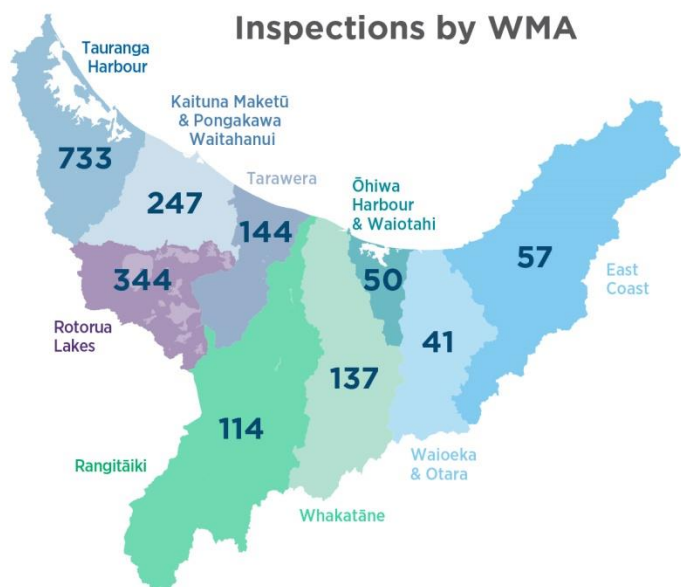 Inspections by WMA
Tauranga
Harbour
Kaituna Maketū
& Pongakawa
Waitahanui
Tarawera
Ōhiwa
Harbour
& Waiotahi
733
247
144
344
50
57
East
Coast
Rotorua
Lakes
41
137
114
Rangitāiki
Waioeka
& Otara
Whakatāne